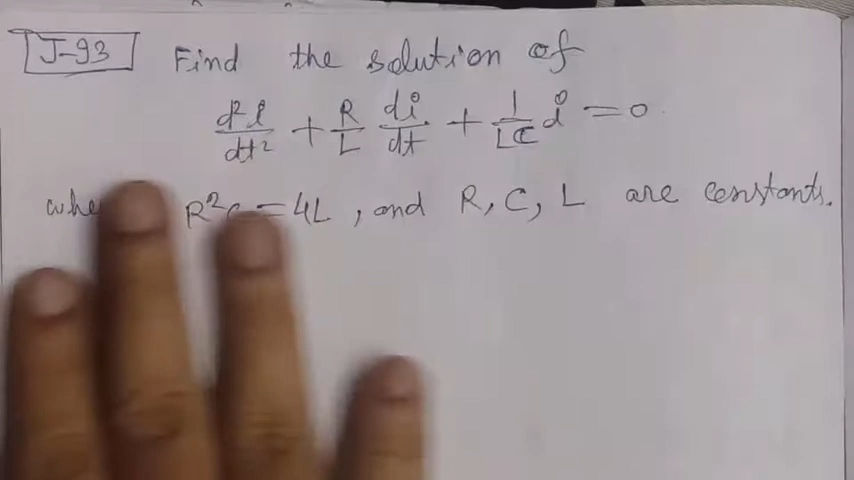 J-93 Find the solution of
d²i/dt² + R/L di/dt + 1/LC i = 0
R²C = 4L, and R, C, L are constants.